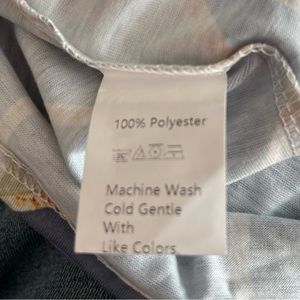 100% Polyester
Machine Wash
Cold Gentle
With
Like Colors